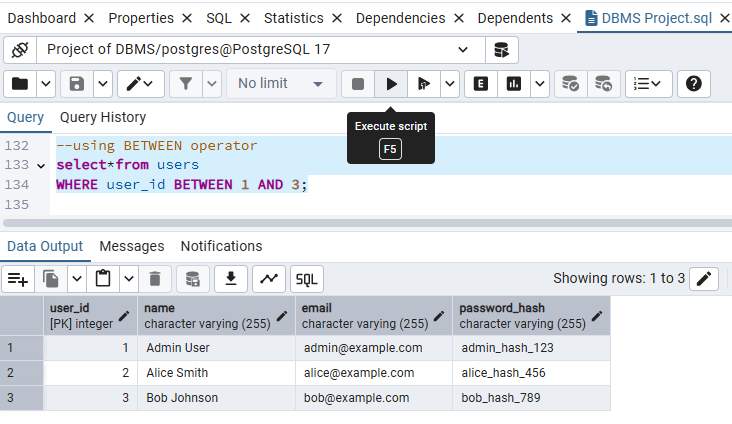 Dashboard × Properties × SQL × Statistics × Dependencies × Dependents × DBMS Project.sql ×
Project of DBMS/postgres@PostgreSQL 17
No limit
E
Query Query History
Execute script
F5
132 --using BETWEEN operator
133 select*from users
134 WHERE user_id BETWEEN 1 AND 3;
135
Data Output Messages Notifications
SQL Showing rows: 1 to 3
user_id name email password_hash
[PK] integer character varying (255) character varying (255) character varying (255)
1 1 Admin User admin@example.com admin_hash_123
2 2 Alice Smith alice@example.com alice_hash_456
3 3 Bob Johnson bob@example.com bob_hash_789